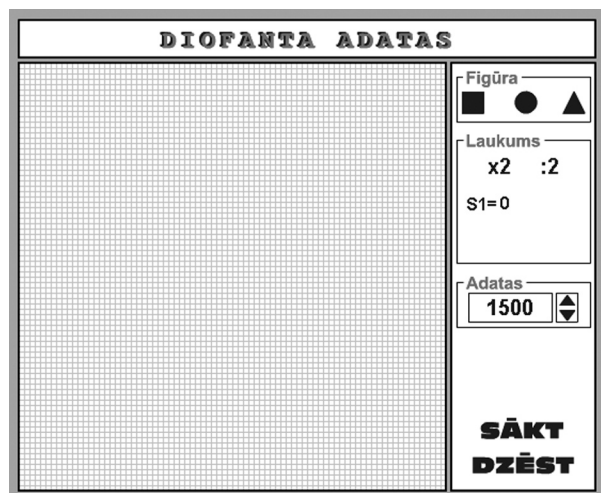 DIOFANTA ADATAS
Figūra
Laukums
x2 :2
S1=0
Adatas
1500
SĀKT
DZĒST